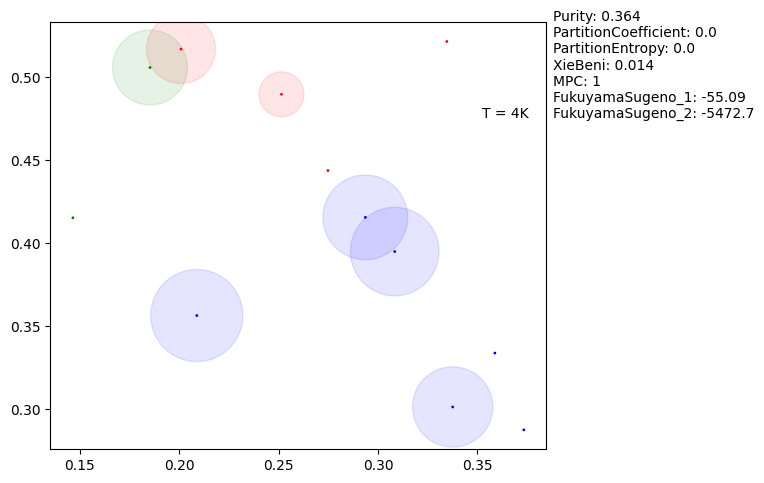 Purity: 0.364
PartitionCoefficient: 0.0
PartitionEntropy: 0.0
XieBeni: 0.014
MPC: 1
FukuyamaSugeno_1: -55.09
FukuyamaSugeno_2: -5472.7
T = 4K
0.50
0.45
0.40
0.35
0.30
0.15 0.20 0.25 0.30 0.35